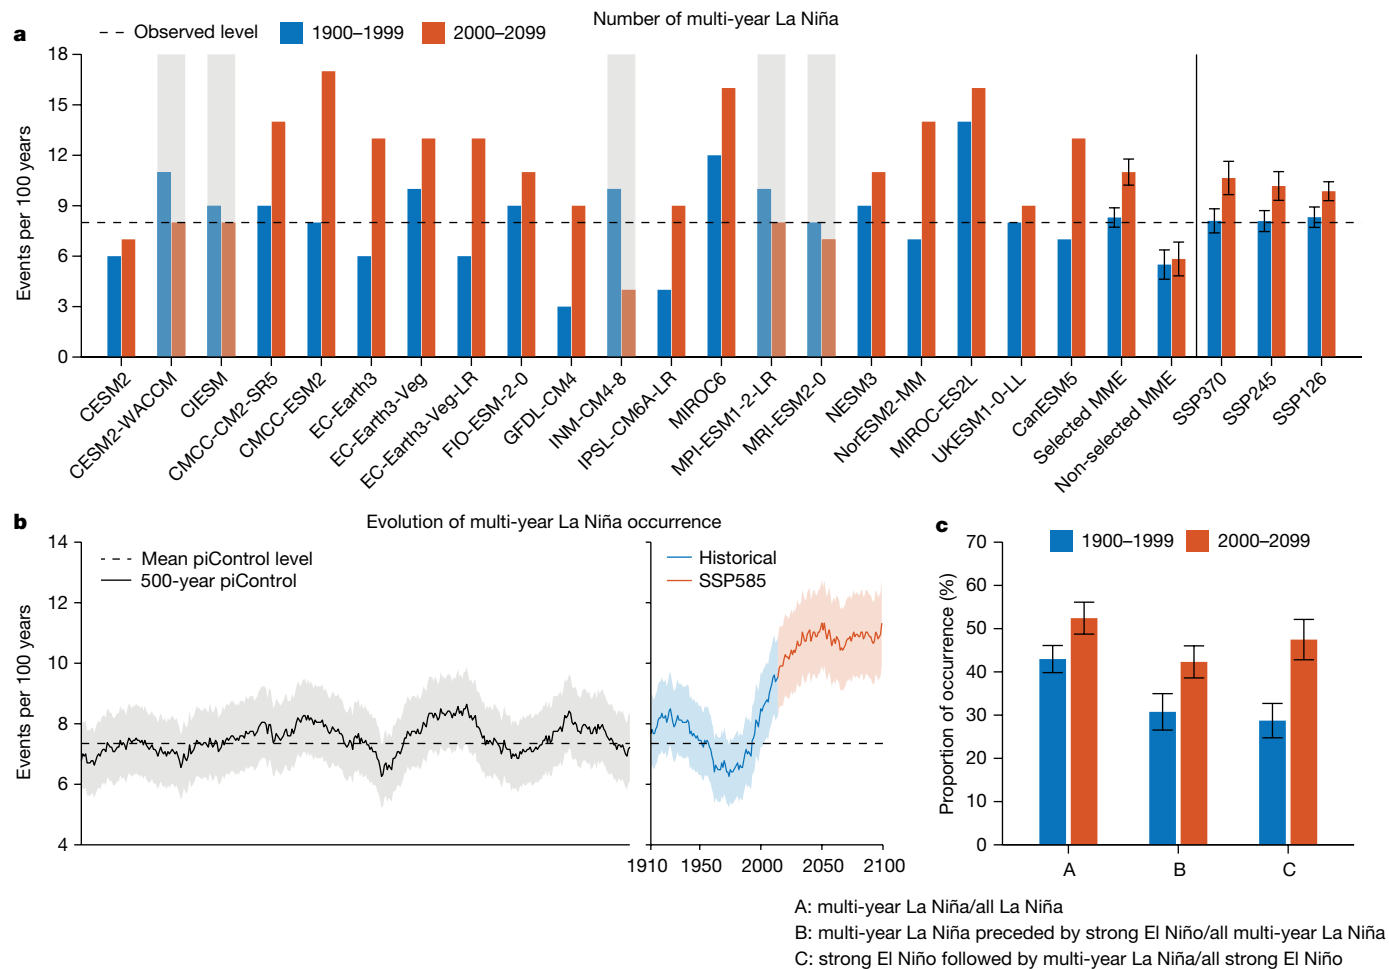 a
Number of multi-year La Niña
Observed level
1900–1999
2000–2099
Events per 100 years
18
15
12
9
6
3
0
CESM2
CESM2-WACCM
CIESM
CMCC-CM2-SR5
CMCC-ESM2
EC-Earth3
EC-Earth3-Veg
EC-Earth3-Veg-LR
FIO-ESM-2-0
GFDL-CM4
INM-CM4-8
IPSL-CM6A-LR
MIROC6
MPI-ESM1-2-LR
MRI-ESM2-0
NESM3
NorESM2-MM
MIROC-ES2L
UKESM1-0-LL
CanESM5
Selected MME
Non-selected MME
SSP370
SSP245
SSP126
b
Evolution of multi-year La Niña occurrence
Mean piControl level
500-year piControl
Events per 100 years
14
12
10
8
6
4
Historical
SSP585
1910 1950 2000 2050 2100
c
1900–1999
2000–2099
Proportion of occurrence (%)
70
60
50
40
30
20
10
0
A B C
A: multi-year La Niña/all La Niña
B: multi-year La Niña preceded by strong El Niño/all multi-year La Niña
C: strong El Niño followed by multi-year La Niña/all strong El Niño